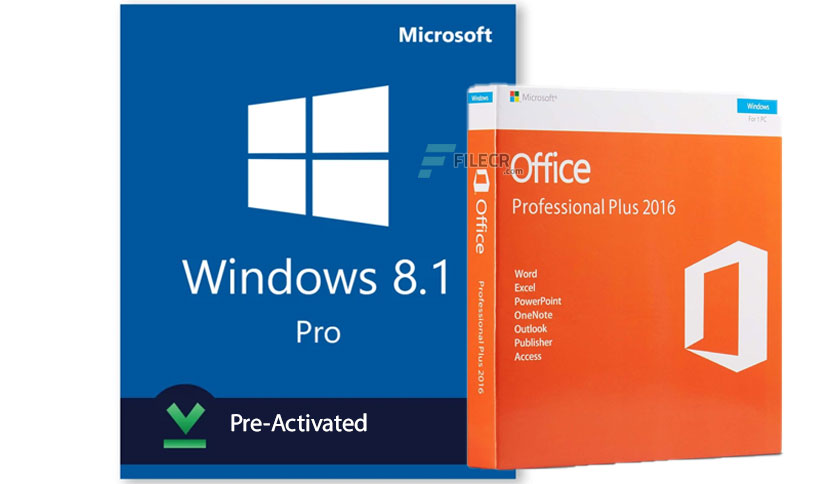 Microsoft
Windows 8.1
Pro
Pre-Activated
FILECR
.com
Windows
Microsoft®
Windows
For 1 PC
Office
Professional Plus 2016
Word
Excel
PowerPoint
OneNote
Outlook
Publisher
Access
Office
Professional Plus 2016